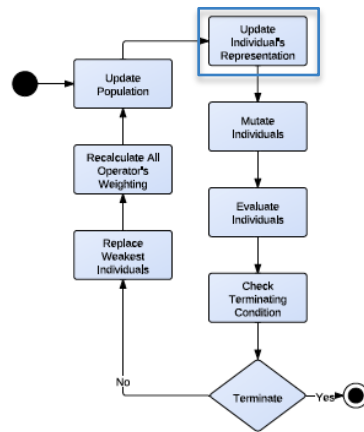 Update
Individual's
Representation
Update
Population
Mutate
Individuals
Recalculate All
Operator's
Weighting
Evaluate
Individuals
Replace
Weakest
Individuals
Check
Terminating
Condition
No
Terminate
Yes